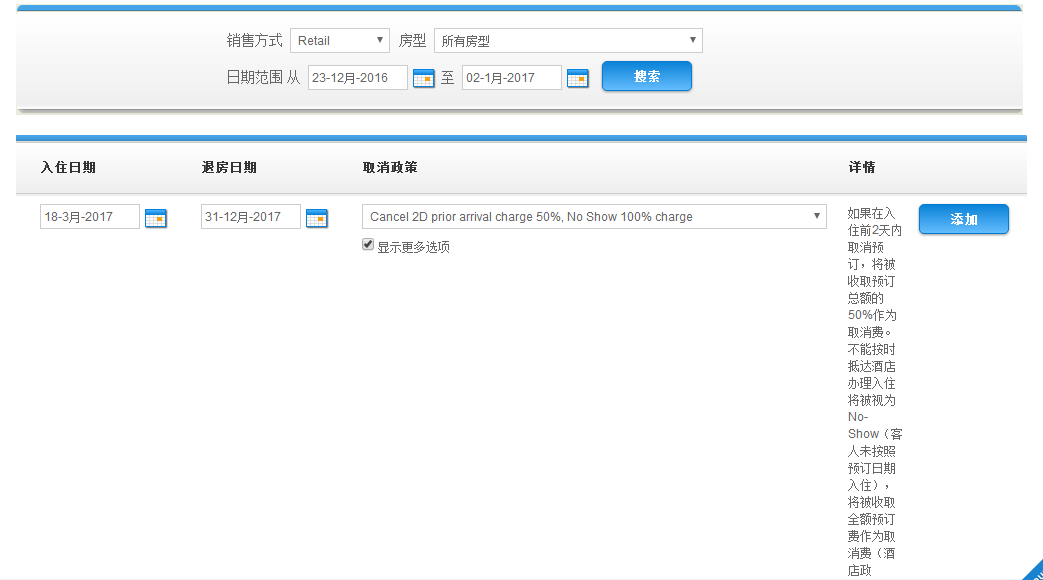 销售方式 Retail 房型 所有房型
日期范围 从 23-12月-2016 至 02-1月-2017 搜索
入住日期 退房日期 取消政策 详情
18-3月-2017 31-12月-2017 Cancel 2D prior arrival charge 50%, No Show 100% charge 添加
显示更多选项
如果在入
住前2天内
取消预
订，将被
收取预订
总额的
50%作为
取消费。
不能按时
抵达酒店
办理入住
将被视为
No-
Show（客
人未按照
预订日期
入住），
将被收取
全额预订
费作为取
消费（酒
店政